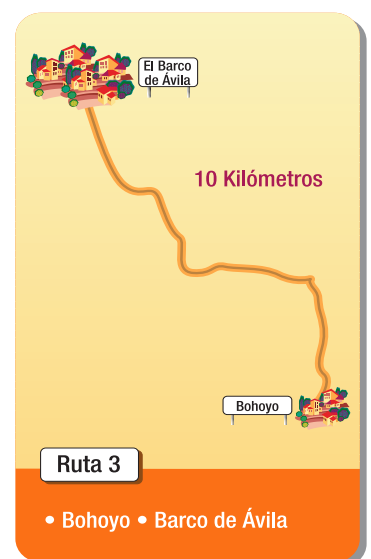 El Barco
de Ávila
10 Kilómetros
Bohoyo
Ruta 3
• Bohoyo • Barco de Ávila